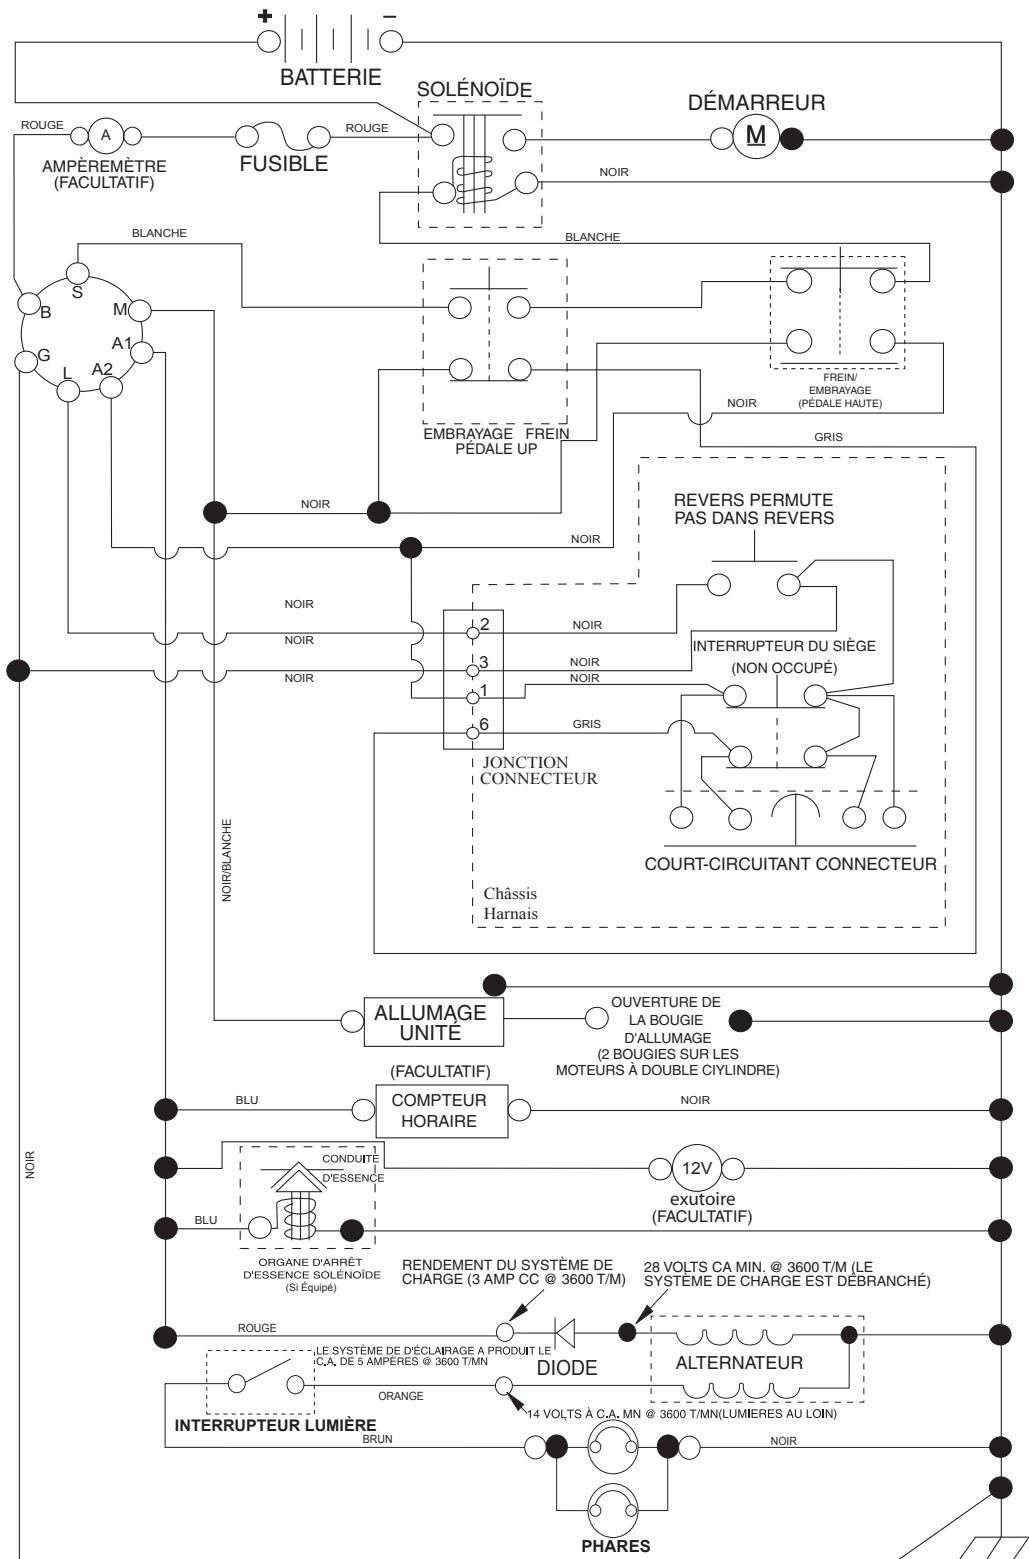 +
–
BATTERIE
SOLÉNOÏDE
DÉMARREUR
ROUGE
A
ROUGE
M
AMPÈREMÈTRE
(FACULTATIF)
FUSIBLE
NOIR
BLANCHE
BLANCHE
S
B
M
A1
G
L
A2
FREIN/
EMBRAYAGE
(PÉDALE HAUTE)
NOIR
EMBRAYAGE FREIN
PÉDALE UP
GRIS
NOIR
REVERS PERMUTE
PAS DANS REVERS
NOIR
NOIR
2
NOIR
NOIR
INTERRUPTEUR DU SIÈGE
(NON OCCUPÉ)
3
NOIR
NOIR
NOIR
1
6
GRIS
JONCTION
CONNECTEUR
NOIR/BLANCHE
COURT-CIRCUITANT CONNECTEUR
Châssis
Harnais
ALLUMAGE
UNITÉ
OUVERTURE DE
LA BOUGIE
D'ALLUMAGE
(2 BOUGIES SUR LES
MOTEURS À DOUBLE CIYLINDRE)
(FACULTATIF)
BLU
COMPTEUR
HORAIRE
NOIR
NOIR
CONDUITE
D'ESSENCE
12V
exutoire
(FACULTATIF)
BLU
ORGANE D'ARRÊT
D'ESSENCE SOLÉNOÏDE
(Si Équipé)
RENDEMENT DU SYSTÈME DE
CHARGE (3 AMP CC @ 3600 T/M)
28 VOLTS CA MIN. @ 3600 T/M (LE
SYSTÈME DE CHARGE EST DÉBRANCHÉ)
ROUGE
LE SYSTÈME DE D'ÉCLAIRAGE A PRODUIT LE
C.A. DE 5 AMPÈRES @ 3600 T/MN
DIODE
ALTERNATEUR
ORANGE
14 VOLTS À C.A. MN @ 3600 T/MN(LUMIERES AU LOIN)
INTERRUPTEUR LUMIÈRE
BRUN
NOIR
PHARES